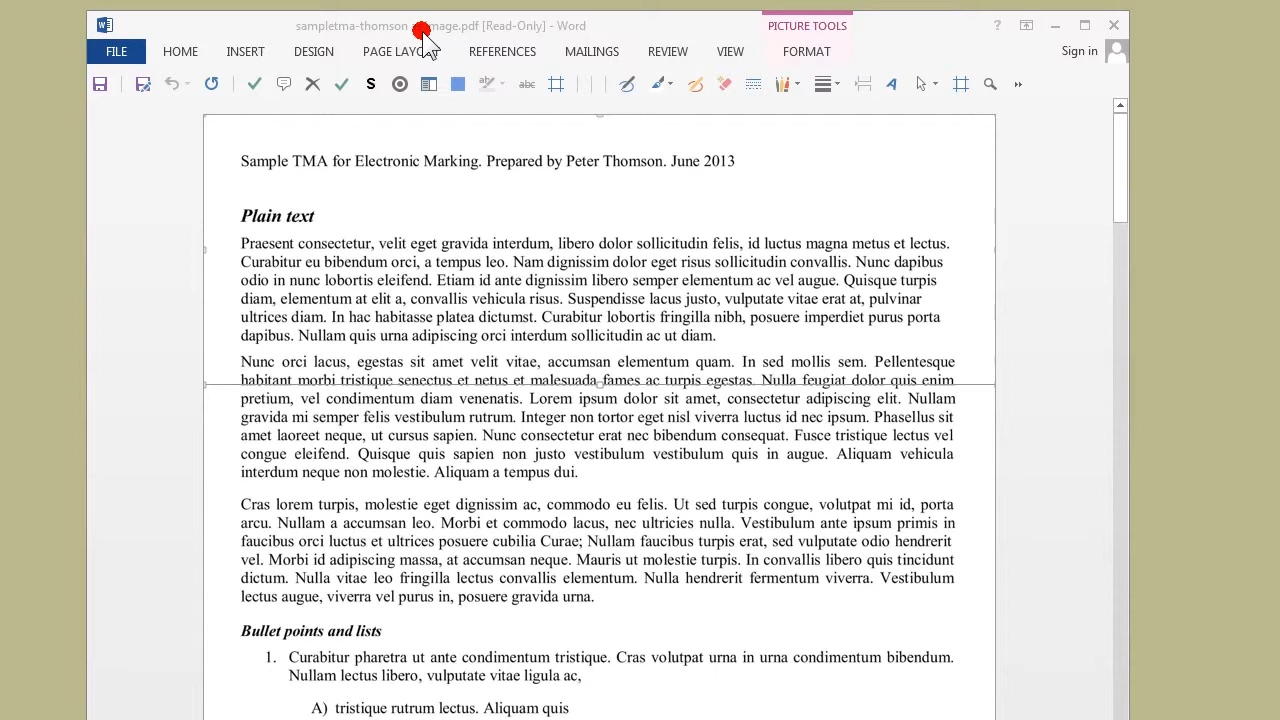 sampletma-thomson mage.pdf [Read-Only] - Word
PICTURE TOOLS
?
FILE HOME INSERT DESIGN PAGE REFERENCES MAILINGS REVIEW VIEW FORMAT Sign in
S abc A
Sample TMA for Electronic Marking. Prepared by Peter Thomson. June 2013
Plain text
Praesent consectetur, velit eget gravida interdum, libero dolor sollicitudin felis, id luctus magna metus et lectus.
Curabitur eu bibendum orci, a tempus leo. Nam dignissim dolor eget risus sollicitudin convallis. Nunc dapibus
odio in nunc lobortis eleifend. Etiam id ante dignissim libero semper elementum ac vel augue. Quisque turpis
diam, elementum at elit a, convallis vehicula risus. Suspendisse lacus justo, vulputate vitae erat at, pulvinar
ultrices diam. In hac habitasse platea dictumst. Curabitur lobortis fringilla nibh, posuere imperdiet purus porta
dapibus. Nullam quis urna adipiscing orci interdum sollicitudin ac ut diam.
Nunc orci lacus, egestas sit amet velit vitae, accumsan elementum quam. In sed mollis sem. Pellentesque
habitant morbi tristique senectus et netus et malesuada fames ac turpis egestas. Nulla feugiat dolor quis enim
pretium, vel condimentum diam venenatis. Lorem ipsum dolor sit amet, consectetur adipiscing elit. Nullam
gravida mi semper felis vestibulum rutrum. Integer non tortor eget nisl viverra luctus id nec ipsum. Phasellus sit
amet laoreet neque, ut cursus sapien. Nunc consectetur erat nec bibendum consequat. Fusce tristique lectus vel
congue eleifend. Quisque quis sapien non justo vestibulum vestibulum quis in augue. Aliquam vehicula
interdum neque non molestie. Aliquam a tempus dui.
Cras lorem turpis, molestie eget dignissim ac, commodo eu felis. Ut sed turpis congue, volutpat mi id, porta
arcu. Nullam a accumsan leo. Morbi et commodo lacus, nec ultricies nulla. Vestibulum ante ipsum primis in
faucibus orci luctus et ultrices posuere cubilia Curae; Nullam faucibus turpis erat, sed vulputate odio hendrerit
vel. Morbi id adipiscing massa, at accumsan neque. Mauris ut molestie turpis. In convallis libero quis tincidunt
dictum. Nulla vitae leo fringilla lectus convallis elementum. Nulla hendrerit fermentum viverra. Vestibulum
lectus augue, viverra vel purus in, posuere gravida urna.
Bullet points and lists
1. Curabitur pharetra ut ante condimentum tristique. Cras volutpat urna in urna condimentum bibendum.
Nullam lectus libero, vulputate vitae ligula ac,
A) tristique rutrum lectus. Aliquam quis